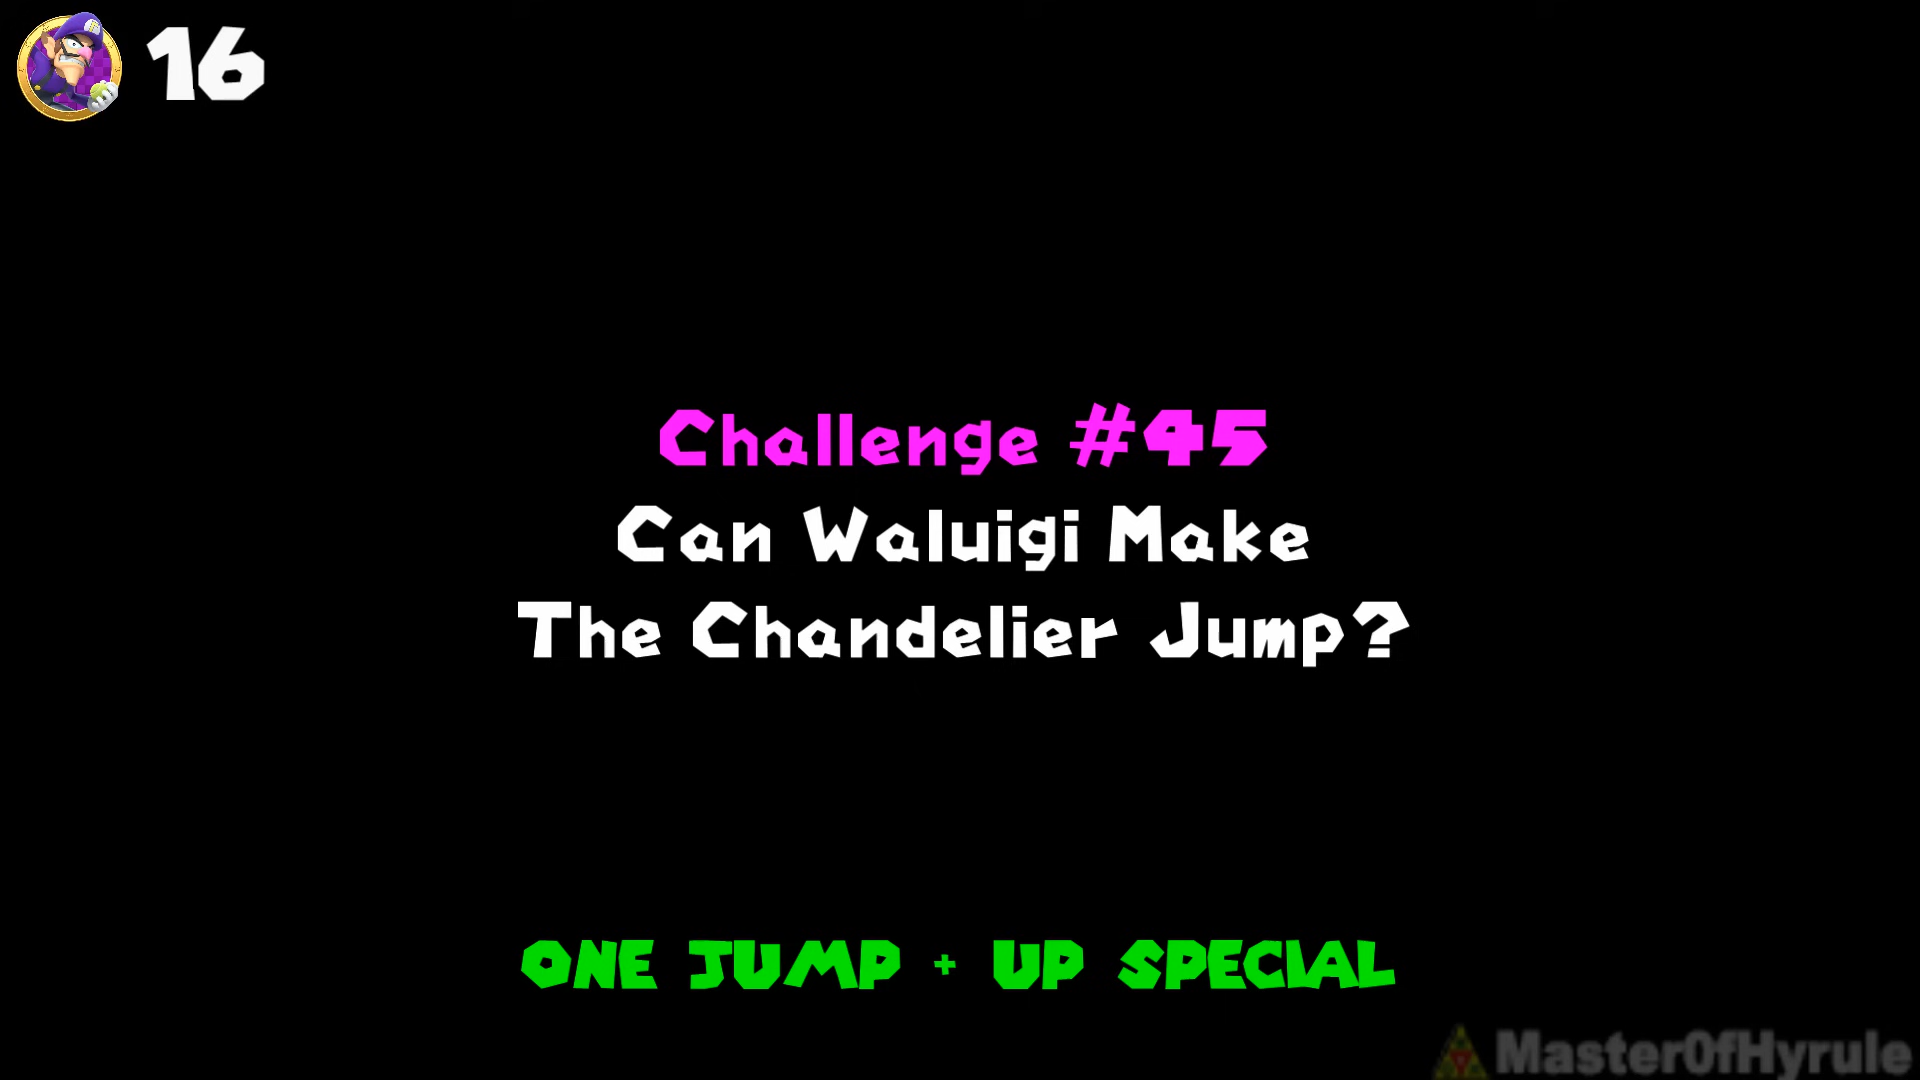 16
Challenge #45
Can Waluigi Make
The Chandelier Jump?
ONE JUMP + UP SPECIAL
MasterOfHyrule